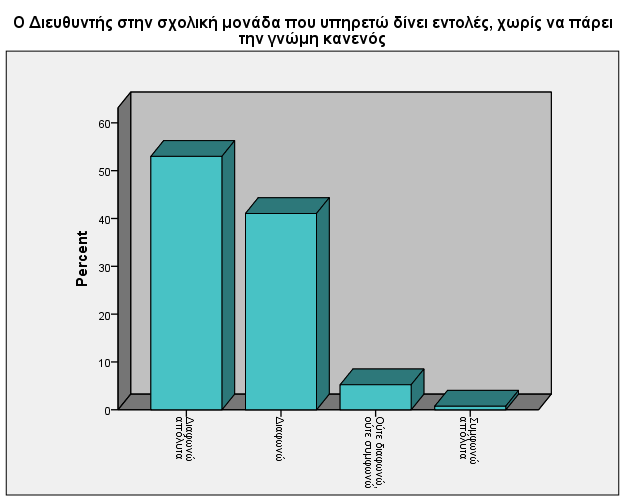 Ο Διευθυντής στην σχολική μονάδα που υπηρετώ δίνει εντολές, χωρίς να πάρει
την γνώμη κανενός
60
50
40
30
20
10
0
Percent
Διαφωνώ
απόλυτα
Διαφωνώ
Ούτε διαφωνώ,
ούτε συμφωνώ
Συμφωνώ
απόλυτα